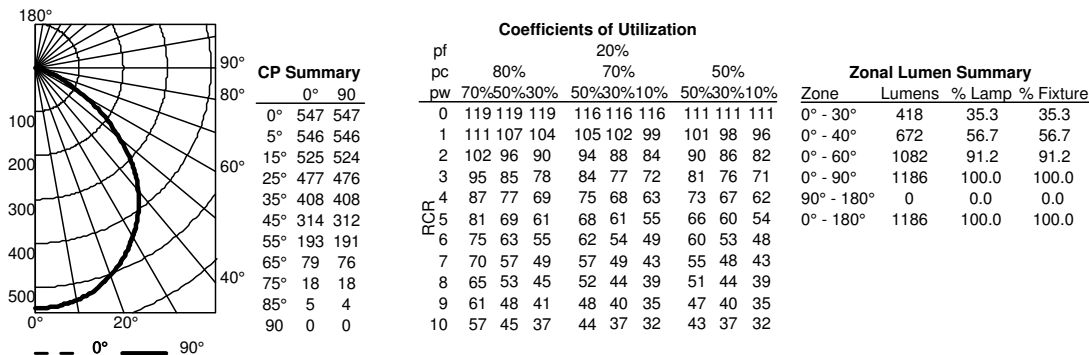 180°
90°
80°
60°
40°
100
200
300
400
500
0° 20°
0° 90°
CP Summary
0° 90
0° 547 547
5° 546 546
15° 525 524
25° 477 476
35° 408 408
45° 314 312
55° 193 191
65° 79 76
75° 18 18
85° 5 4
90 0 0
Coefficients of Utilization
pf 20%
pc 80% 70% 50%
pw 70%50%30% 50%30%10% 50%30%10%
RCR
0 119 119 119 116 116 116 111 111 111
1 111 107 104 105 102 99 101 98 96
2 102 96 90 94 88 84 90 86 82
3 95 85 78 84 77 72 81 76 71
4 87 77 69 75 68 63 73 67 62
5 81 69 61 68 61 55 66 60 54
6 75 63 55 62 54 49 60 53 48
7 70 57 49 57 49 43 55 48 43
8 65 53 45 52 44 39 51 44 39
9 61 48 41 48 40 35 47 40 35
10 57 45 37 44 37 32 43 37 32
Zonal Lumen Summary
Zone Lumens % Lamp % Fixture
0° - 30° 418 35.3 35.3
0° - 40° 672 56.7 56.7
0° - 60° 1082 91.2 91.2
0° - 90° 1186 100.0 100.0
90° - 180° 0 0.0 0.0
0° - 180° 1186 100.0 100.0